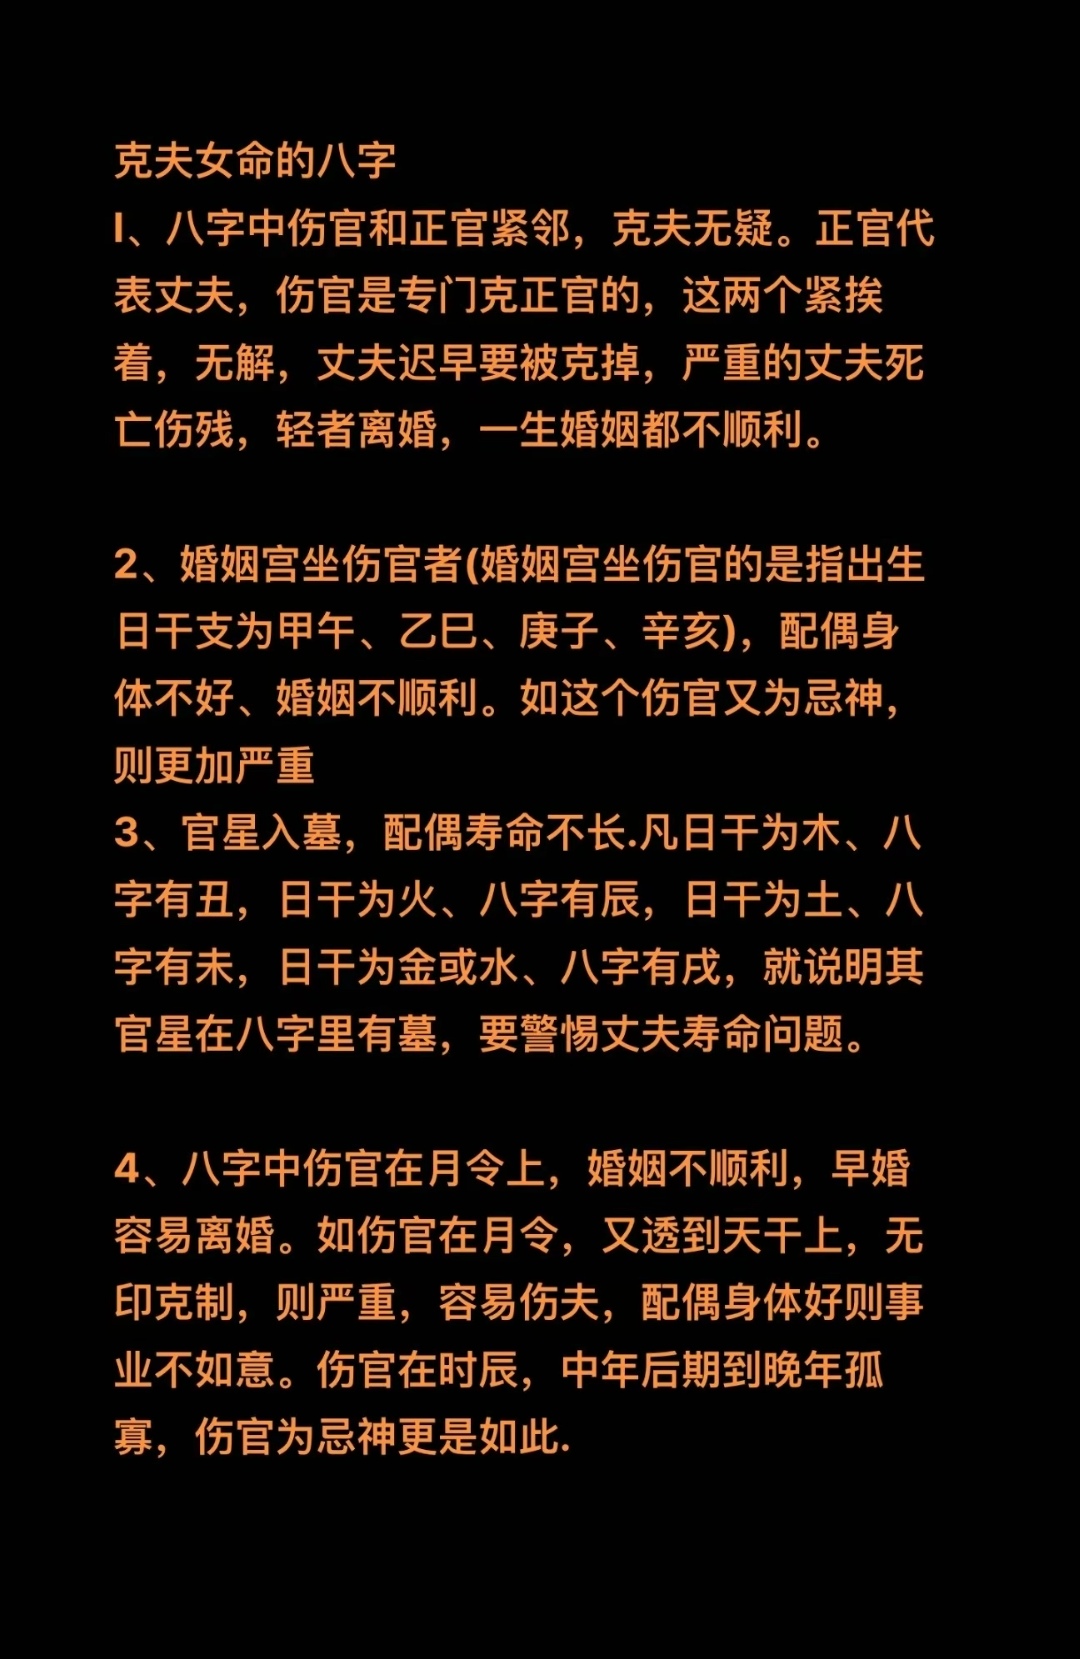 克夫女命的八字
I、八字中伤官和正官紧邻，克夫无疑。正官代
表丈夫，伤官是专门克正官的，这两个紧挨
着，无解，丈夫迟早要被克掉，严重的丈夫死
亡伤残，轻者离婚，一生婚姻都不顺利。
2、婚姻宫坐伤官者(婚姻宫坐伤官的是指出生
日干支为甲午、乙巳、庚子、辛亥)，配偶身
体不好、婚姻不顺利。如这个伤官又为忌神，
则更加严重
3、官星入墓，配偶寿命不长.凡日干为木、八
字有丑，日干为火、八字有辰，日干为土、八
字有未，日干为金或水、八字有戌，就说明其
官星在八字里有墓，要警惕丈夫寿命问题。
4、八字中伤官在月令上，婚姻不顺利，早婚
容易离婚。如伤官在月令，又透到天干上，无
印克制，则严重，容易伤夫，配偶身体好则事
业不如意。伤官在时辰，中年后期到晚年孤
寡，伤官为忌神更是如此.